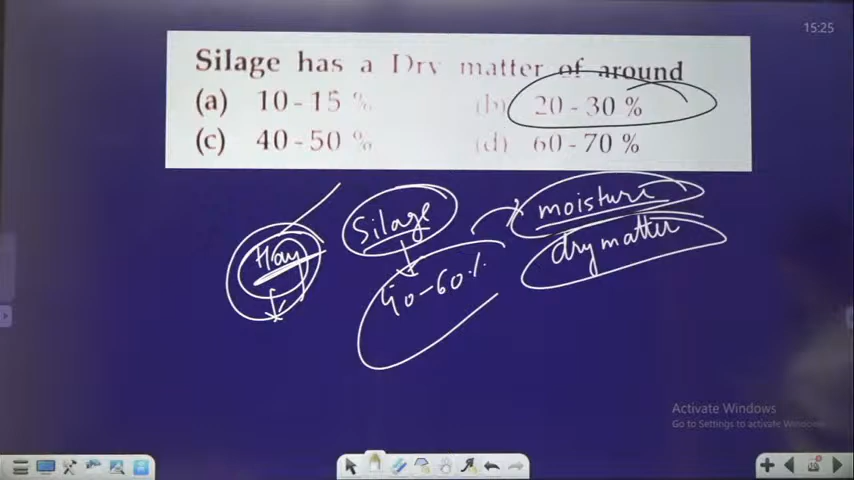 15:25
Silage has a Dry matter of around
(a) 10-15 % (b) 20-30 %
(c) 40-50 % (d) 60-70 %
Silage moisture
Hay dry matter
40-60%
Activate Windows
Go to Settings to activate Windows.